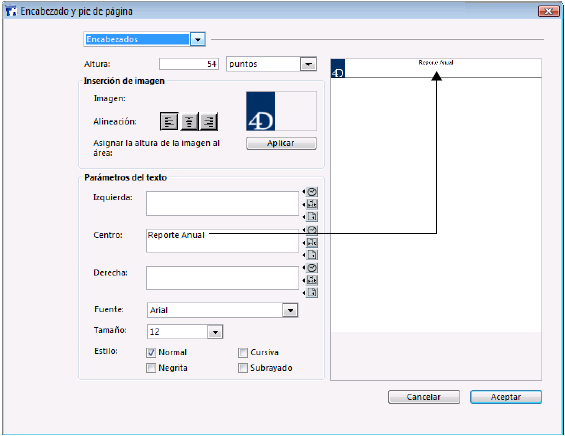 Encabezado y pie de página
Encabezados
Altura: 54 puntos
Inserción de imagen
Imagen:
4D
Alineación:
Asignar la altura de la imagen al
área:
Aplicar
Parámetros del texto
Izquierda:
Centro: Reporte Anual
Derecha:
Fuente: Arial
Tamaño: 12
Estilo: Normal Cursiva
Negrita Subrayado
4D
Reporte Anual
Cancelar Aceptar